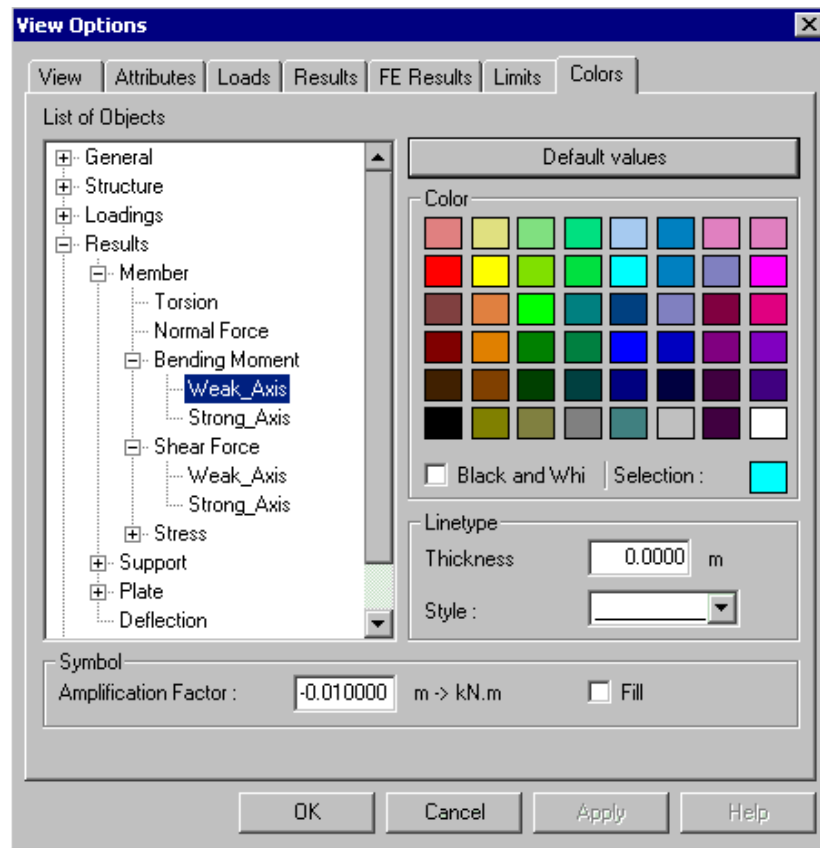 View Options
View Attributes Loads Results FE Results Limits Colors
List of Objects
General
Structure
Loadings
Results
Member
Torsion
Normal Force
Bending Moment
Weak_Axis
Strong_Axis
Shear Force
Weak_Axis
Strong_Axis
Stress
Support
Plate
Deflection
Default values
Color
Black and Whi Selection :
Linetype
Thickness 0.0000 m
Style :
Symbol
Amplification Factor : -0.010000 m -> kN.m Fill
OK Cancel Apply Help